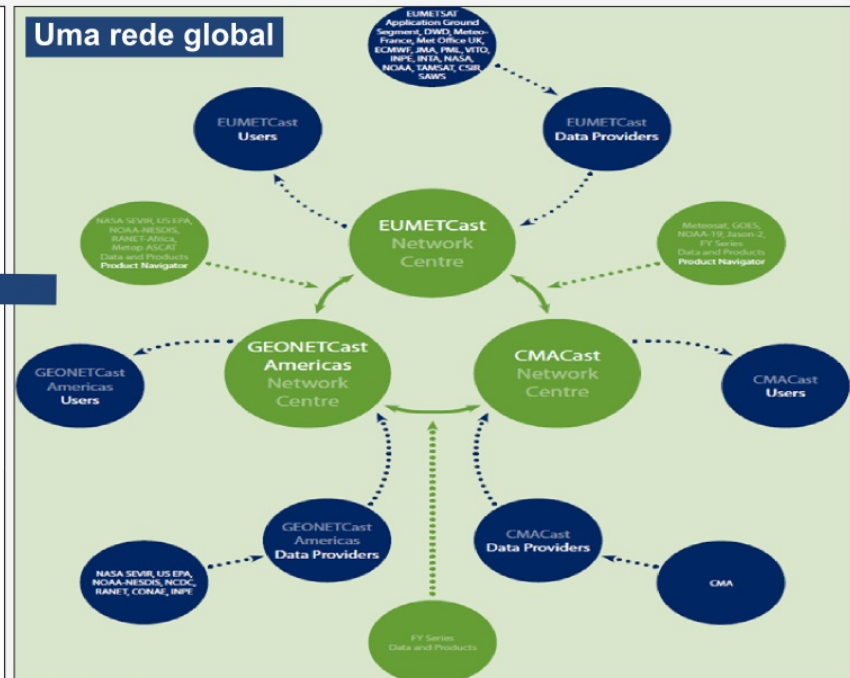 Uma rede global
EUMETSAT
Application Ground
Segment, DWD, Meteo-
France, Met Office UK,
ECMWF, JMA, PML, VITO,
INPE, INTA, NASA,
NOAA, TAMSAT, CSIR,
SAWS
EUMETCast
Users
EUMETCast
Data Providers
NASA SEVIR, US EPA,
NOAA-NESDIS,
RANET-Africa,
Metop ASCAT
Data and Products
Product Navigator
EUMETCast
Network
Centre
Meteosat, GOES,
NOAA-19, Jason-2,
FY Series
Data and Products
Product Navigator
GEONETCast
Americas
Users
GEONETCast
Americas
Network
Centre
CMACast
Network
Centre
CMACast
Users
GEONETCast
Americas
Data Providers
CMACast
Data Providers
NASA SEVIR, US EPA,
NOAA-NESDIS, NCDC,
RANET, CONAE, INPE
CMA
FY Series
Data and Products